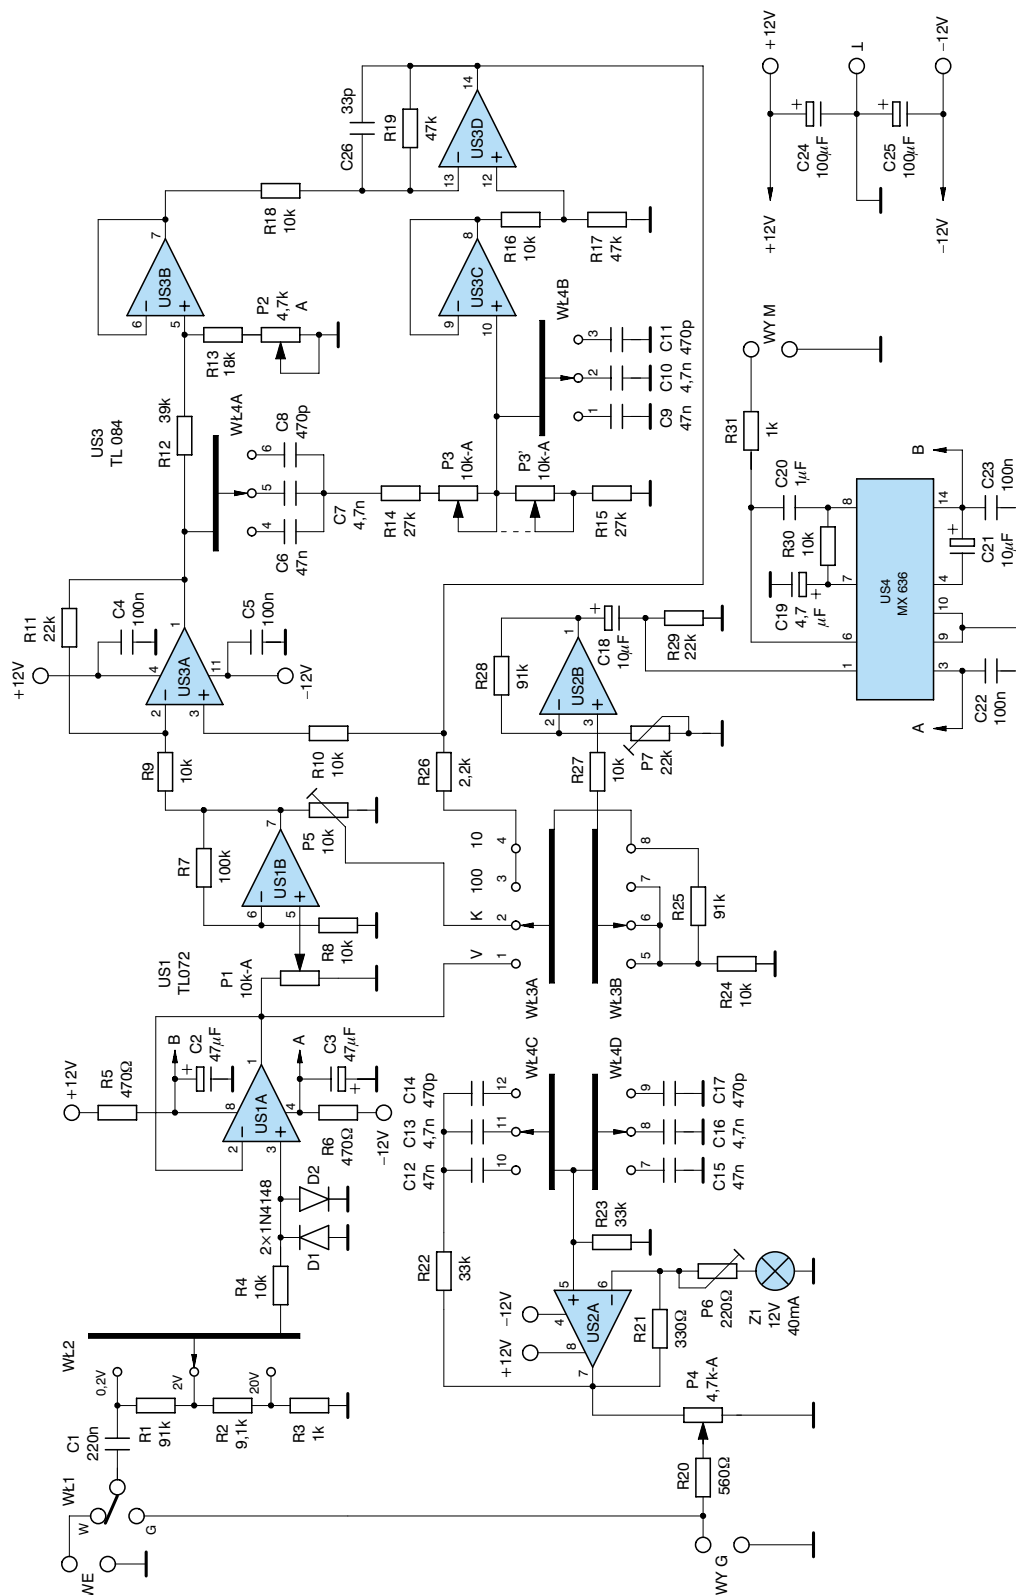 WE
WŁ1
W
G
C1
220n
0,2V
2V
20V
WŁ2
R1
91k
R2
9,1k
R3
1k
R4
10k
2×1N4148
D1
D2
+12V
R5
470Ω
B
C2
+
47μF
8
US1A
2
3
1
4
−
+
A
C3
47μF
+
R6
470Ω
−12V
US1
TL072
P1
10k-A
R7
100k
US1B
6
5
7
−
+
R8
10k
P5
10k
R9
10k
R10
10k
R11
22k
+12V
C4
100n
US3A
2
3
4
11
1
−
+
C5
100n
−12V
US3
TL 084
R12
39k
WŁ4A
4
5
6
C6
47n
C7
4,7n
C8
470p
R13
18k
P2
4,7k
A
US3B
6
5
7
−
+
R14
27k
P3
10k-A
P3'
10k-A
R15
27k
US3C
9
10
8
−
+
WŁ4B
1
2
3
C9
47n
C10
4,7n
C11
470p
R16
10k
R17
47k
R18
10k
C26
33p
R19
47k
US3D
13
12
14
−
+
WY G
R20
560Ω
P4
4,7k-A
R21
330Ω
P6
220Ω
Z1
12V
40mA
US2A
5
6
7
8
4
+
−
+12V
−12V
R22
33k
R23
33k
C12
47n
C13
4,7n
C14
470p
10
11
12
WŁ4C
WŁ4D
7
8
9
C15
47n
C16
4,7n
C17
470p
WŁ3A
V
K
100
10
1
2
3
4
WŁ3B
5
6
7
8
R24
10k
R25
91k
R26
2,2k
R27
10k
R28
91k
US2B
2
3
1
−
+
P7
22k
C18
10μF
+
R29
22k
US4
MX 636
1
6
7
8
3
9
10
4
14
A
C22
100n
C19
4,7
μF
+
R30
10k
C20
1μF
R31
1k
WY M
B
C21
10μF
+
C23
100n
+12V
+12V
C24
100μF
+
⊥
C25
100μF
+
−12V
−12V